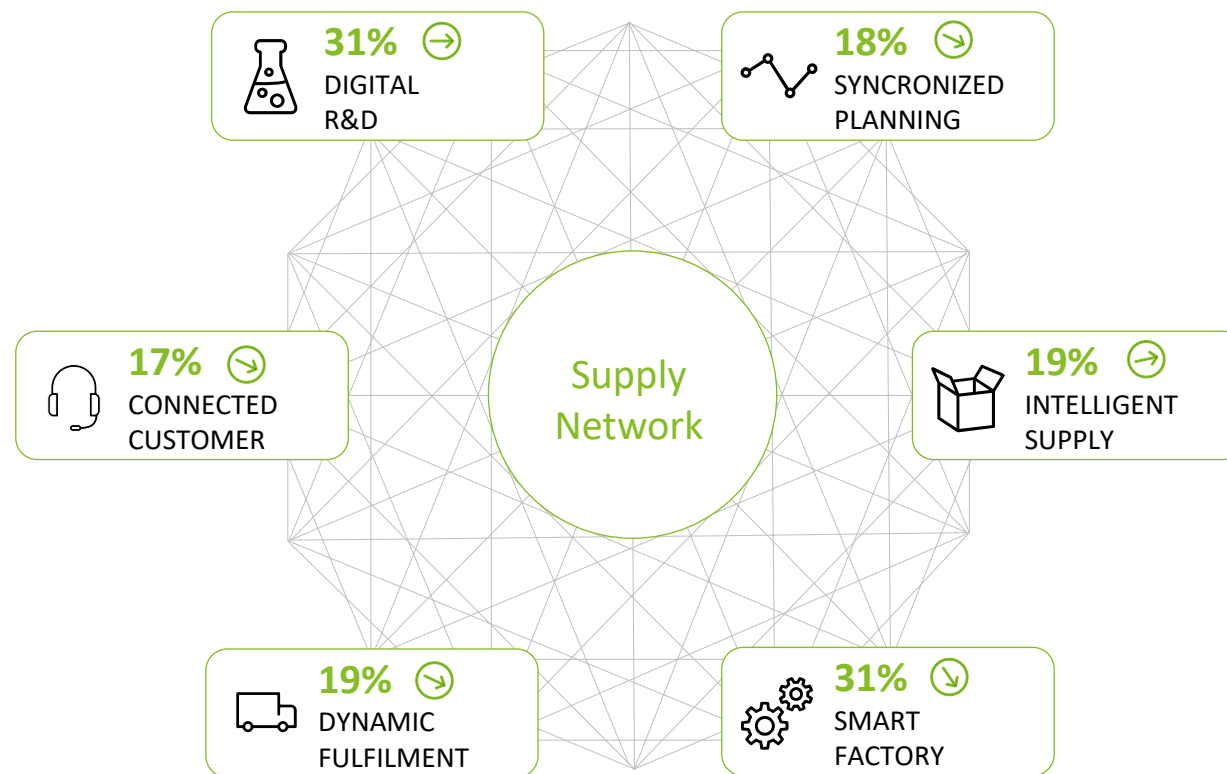 31%
DIGITAL
R&D
18%
SYNCRONIZED
PLANNING
17%
CONNECTED
CUSTOMER
Supply
Network
19%
INTELLIGENT
SUPPLY
19%
DYNAMIC
FULFILMENT
31%
SMART
FACTORY